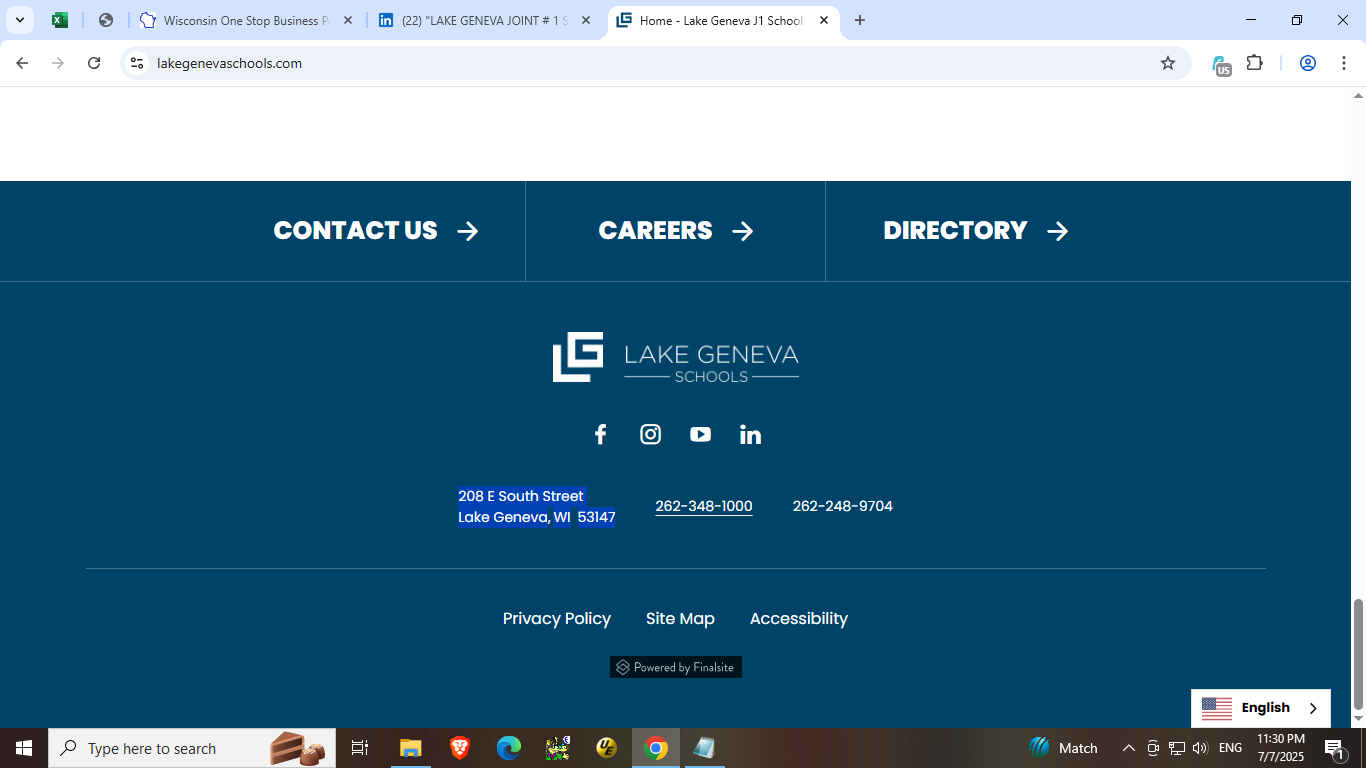 Wisconsin One Stop Business P
(22) "LAKE GENEVA JOINT # 1 S
Home - Lake Geneva J1 School
lakegenevaschools.com
US
CONTACT US
CAREERS
DIRECTORY
LG
LAKE GENEVA
SCHOOLS
208 E South Street
Lake Geneva, WI 53147
262-348-1000
262-248-9704
Privacy Policy
Site Map
Accessibility
Powered by Finalsite
English
Type here to search
Match
ENG
11:30 PM
7/7/2025
1